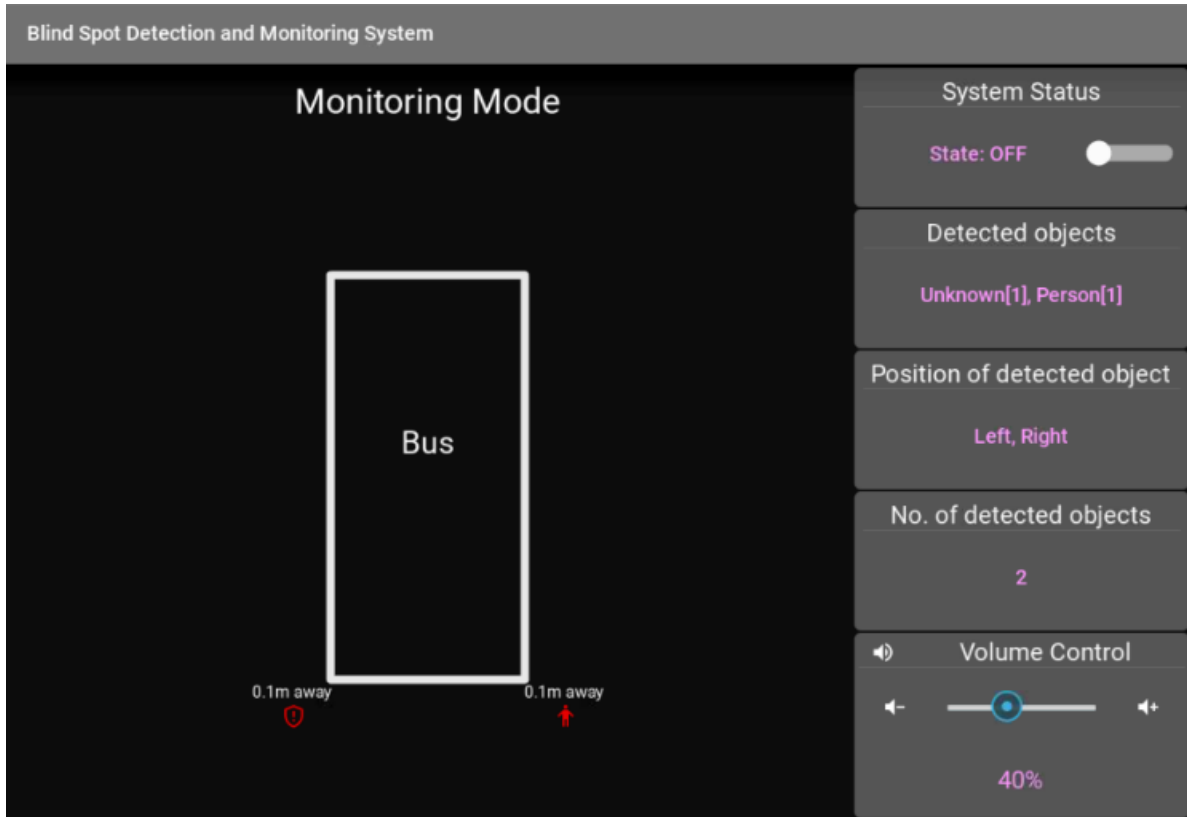 Blind Spot Detection and Monitoring System
Monitoring Mode
Bus
0.1m away
0.1m away
System Status
State: OFF
Detected objects
Unknown[1], Person[1]
Position of detected object
Left, Right
No. of detected objects
2
Volume Control
40%